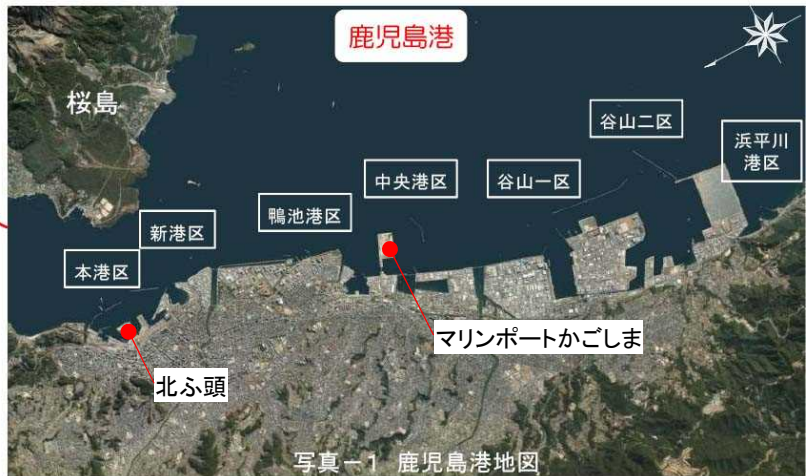 鹿児島港
桜島
谷山二区
浜平川
港区
中央港区
谷山一区
鴨池港区
新港区
本港区
マリンポートかごしま
北ふ頭
写真－1 鹿児島港地図